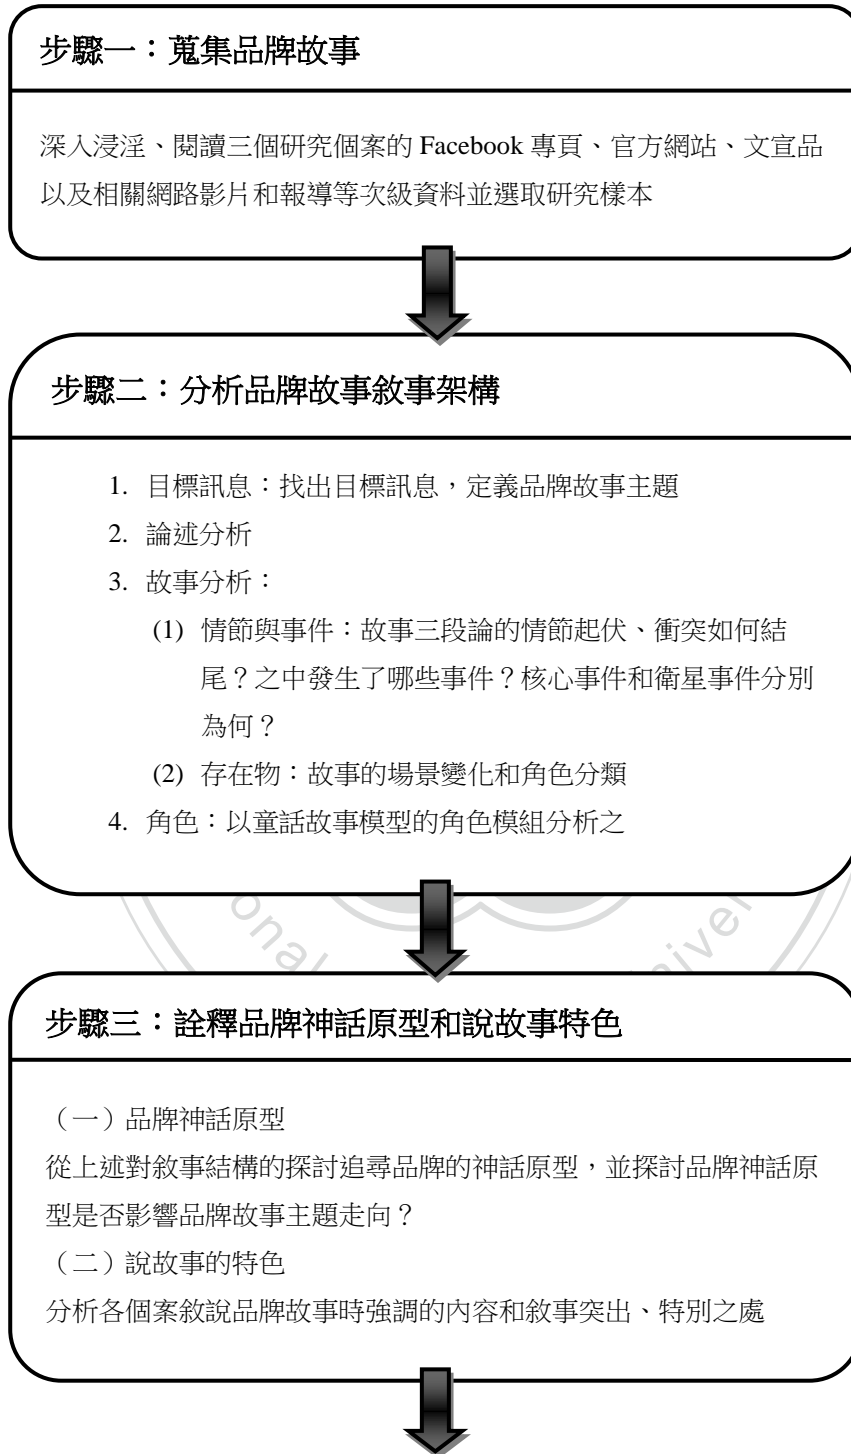 步驟一：蒐集品牌故事
深入浸淫、閱讀三個研究個案的 Facebook 專頁、官方網站、文宣品
以及相關網路影片和報導等次級資料並選取研究樣本
步驟二：分析品牌故事敘事架構
1. 目標訊息：找出目標訊息，定義品牌故事主題
2. 論述分析
3. 故事分析：
(1) 情節與事件：故事三段論的情節起伏、衝突如何結
尾？之中發生了哪些事件？核心事件和衛星事件分別
為何？
(2) 存在物：故事的場景變化和角色分類
4. 角色：以童話故事模型的角色模組分析之
步驟三：詮釋品牌神話原型和說故事特色
（一）品牌神話原型
從上述對敘事結構的探討追尋品牌的神話原型，並探討品牌神話原
型是否影響品牌故事主題走向？
（二）說故事的特色
分析各個案敘說品牌故事時強調的內容和敘事突出、特別之處